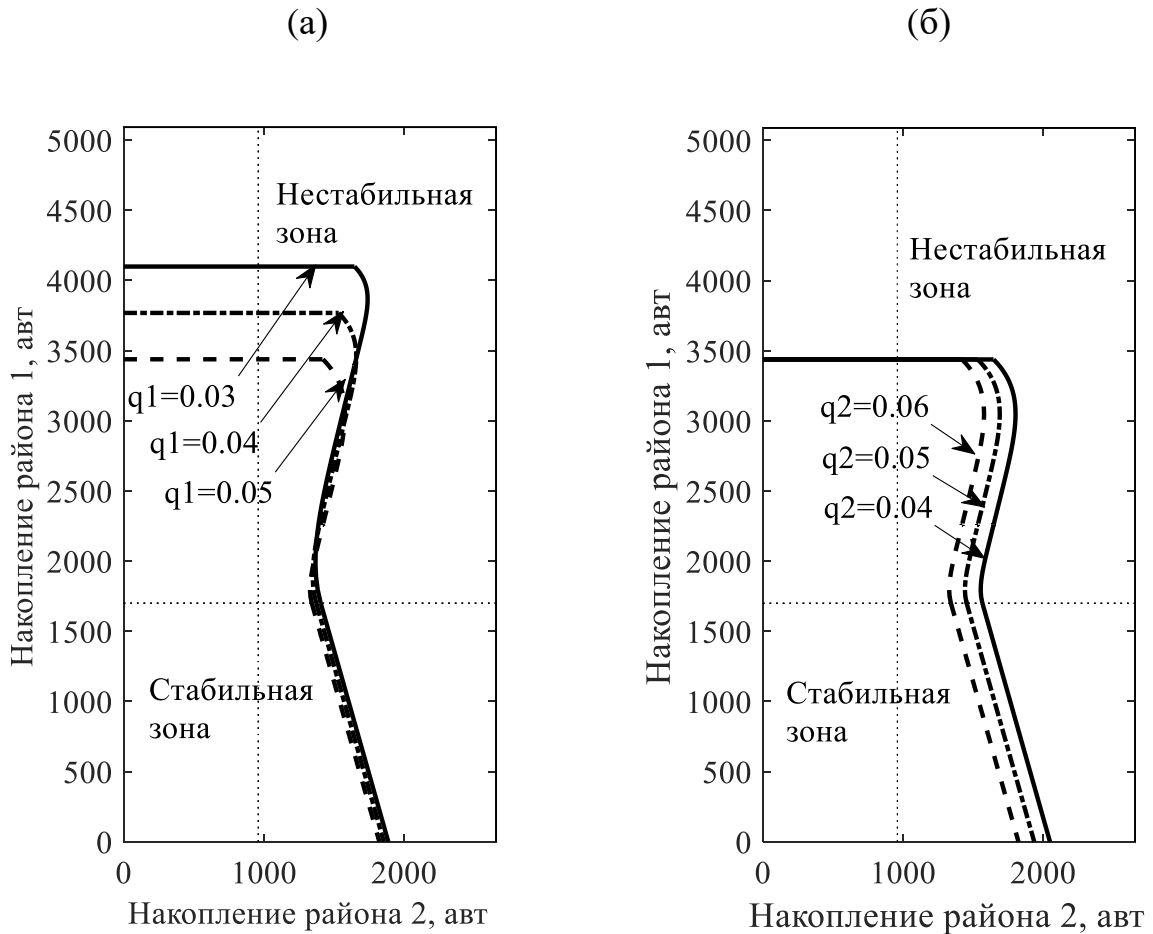 (а)
5000
4500
4000
3500
3000
2500
2000
1500
1000
500
0
0
1000
2000
Накопление района 1, авт
Накопление района 2, авт
Нестабильная
зона
q1=0.03
q1=0.04
q1=0.05
Стабильная
зона
(б)
5000
4500
4000
3500
3000
2500
2000
1500
1000
500
0
0
1000
2000
Накопление района 1, авт
Накопление района 2, авт
Нестабильная
зона
q2=0.06
q2=0.05
q2=0.04
Стабильная
зона